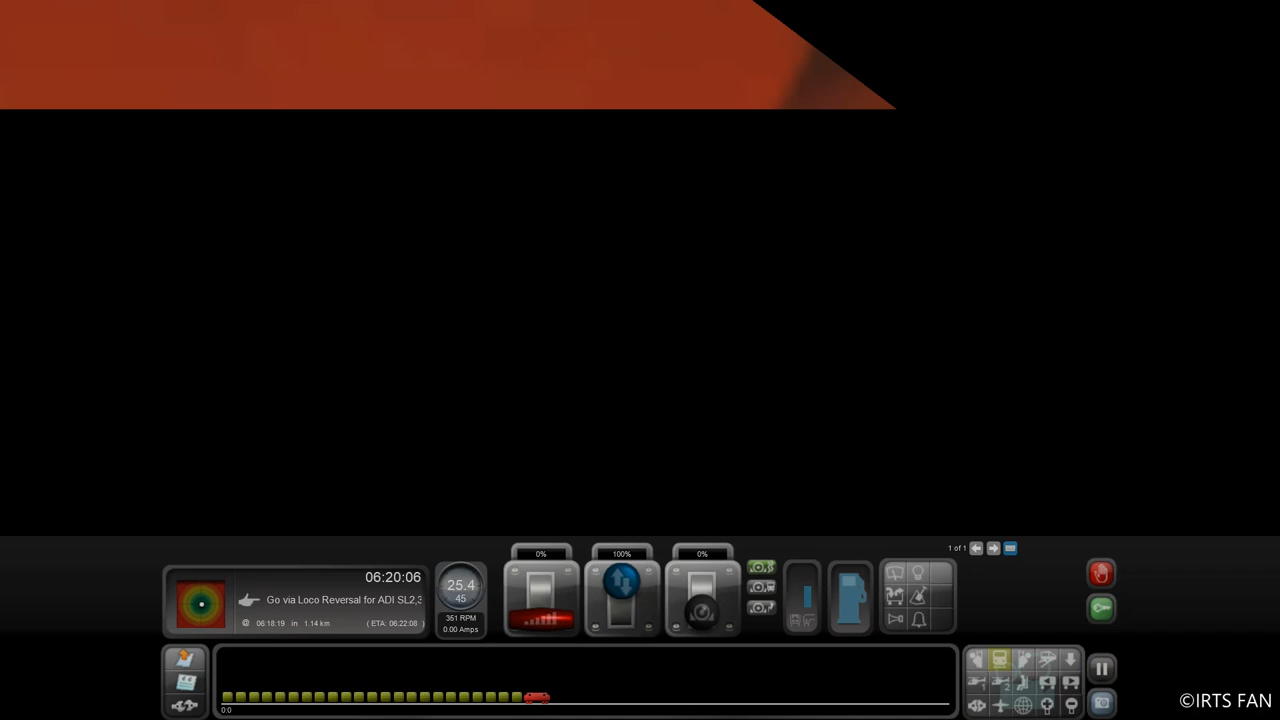 1 of 1
0%
100%
0%
06:20:06
Go via Loco Reversal for ADI SL2,3
@ 06:18:19 in 1.14 km ( ETA: 06:22:08 )
25.4
45
351 RPM
0.00 Amps
1
2
0:0
©IRTS FAN